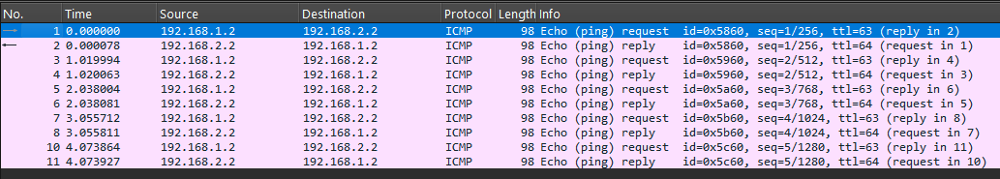 No. Time Source Destination Protocol Length Info
1 0.000000 192.168.1.2 192.168.2.2 ICMP 98 Echo (ping) request id=0x5860, seq=1/256, ttl=63 (reply in 2)
2 0.000078 192.168.2.2 192.168.1.2 ICMP 98 Echo (ping) reply id=0x5860, seq=1/256, ttl=64 (request in 1)
3 1.019994 192.168.1.2 192.168.2.2 ICMP 98 Echo (ping) request id=0x5960, seq=2/512, ttl=63 (reply in 4)
4 1.020063 192.168.2.2 192.168.1.2 ICMP 98 Echo (ping) reply id=0x5960, seq=2/512, ttl=64 (request in 3)
5 2.038004 192.168.1.2 192.168.2.2 ICMP 98 Echo (ping) request id=0x5a60, seq=3/768, ttl=63 (reply in 6)
6 2.038081 192.168.2.2 192.168.1.2 ICMP 98 Echo (ping) reply id=0x5a60, seq=3/768, ttl=64 (request in 5)
7 3.055712 192.168.1.2 192.168.2.2 ICMP 98 Echo (ping) request id=0x5b60, seq=4/1024, ttl=63 (reply in 8)
8 3.055811 192.168.2.2 192.168.1.2 ICMP 98 Echo (ping) reply id=0x5b60, seq=4/1024, ttl=64 (request in 7)
10 4.073864 192.168.1.2 192.168.2.2 ICMP 98 Echo (ping) request id=0x5c60, seq=5/1280, ttl=63 (reply in 11)
11 4.073927 192.168.2.2 192.168.1.2 ICMP 98 Echo (ping) reply id=0x5c60, seq=5/1280, ttl=64 (request in 10)